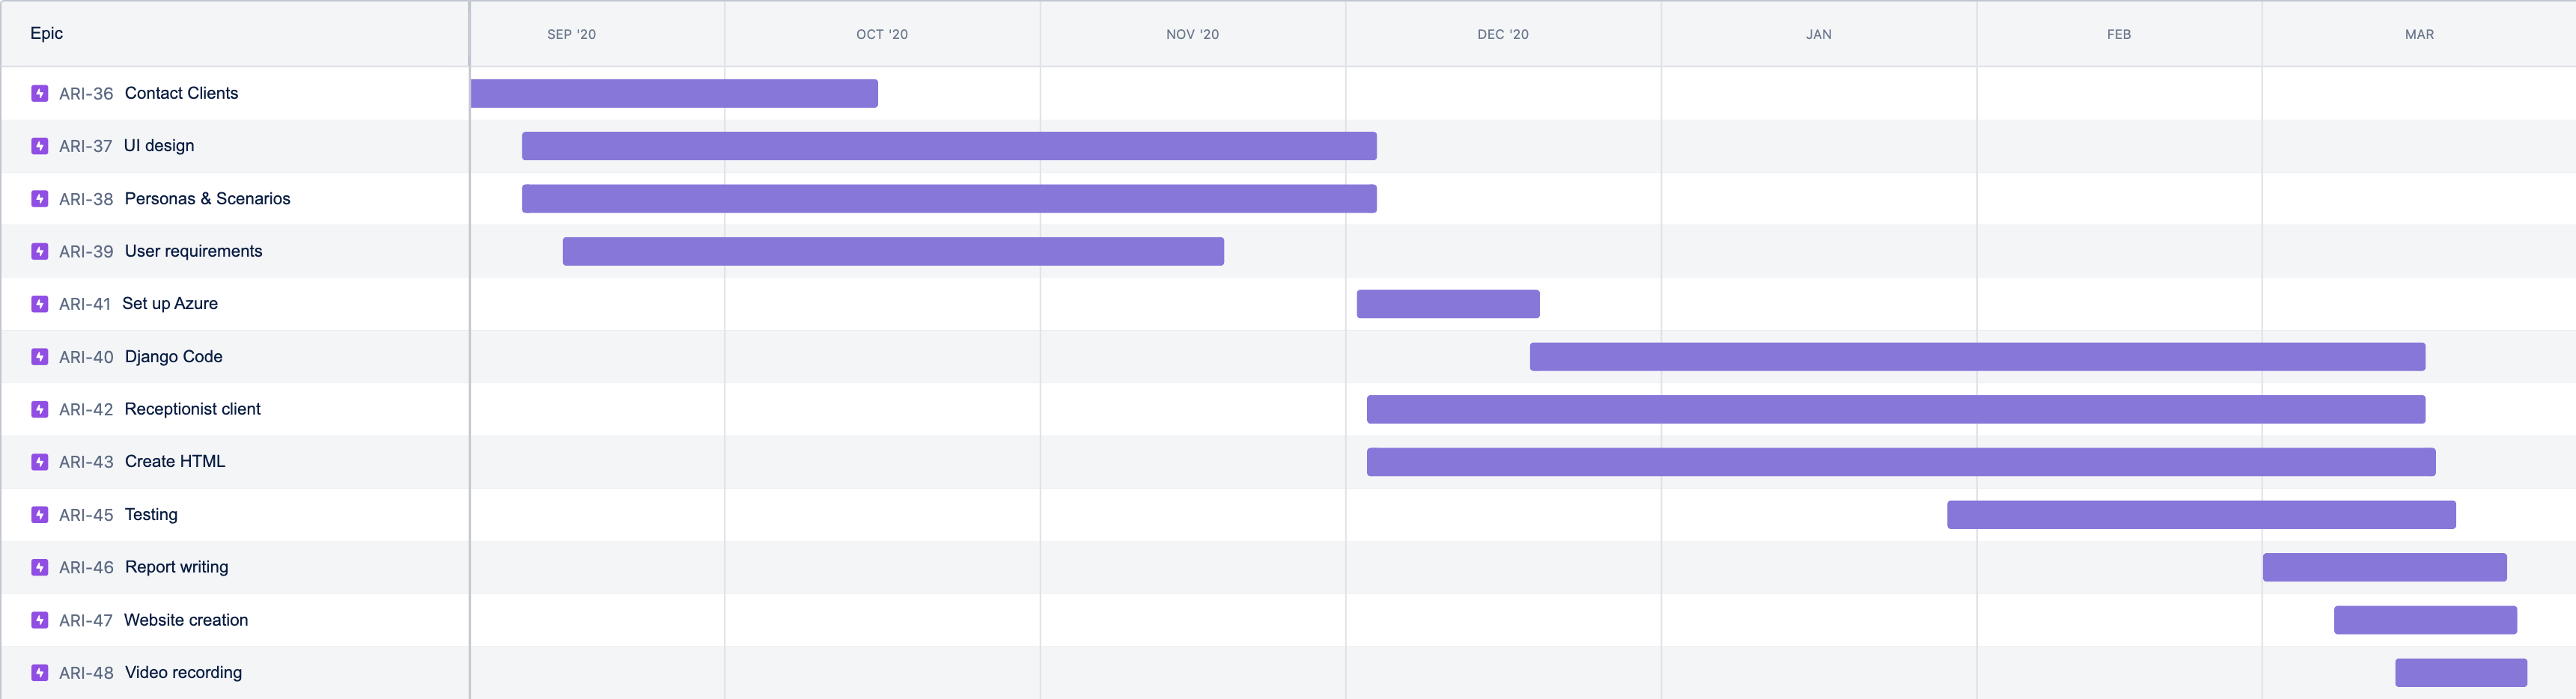 Epic SEP '20 OCT '20 NOV '20 DEC '20 JAN FEB MAR
ARI-36 Contact Clients
ARI-37 UI design
ARI-38 Personas & Scenarios
ARI-39 User requirements
ARI-41 Set up Azure
ARI-40 Django Code
ARI-42 Receptionist client
ARI-43 Create HTML
ARI-45 Testing
ARI-46 Report writing
ARI-47 Website creation
ARI-48 Video recording